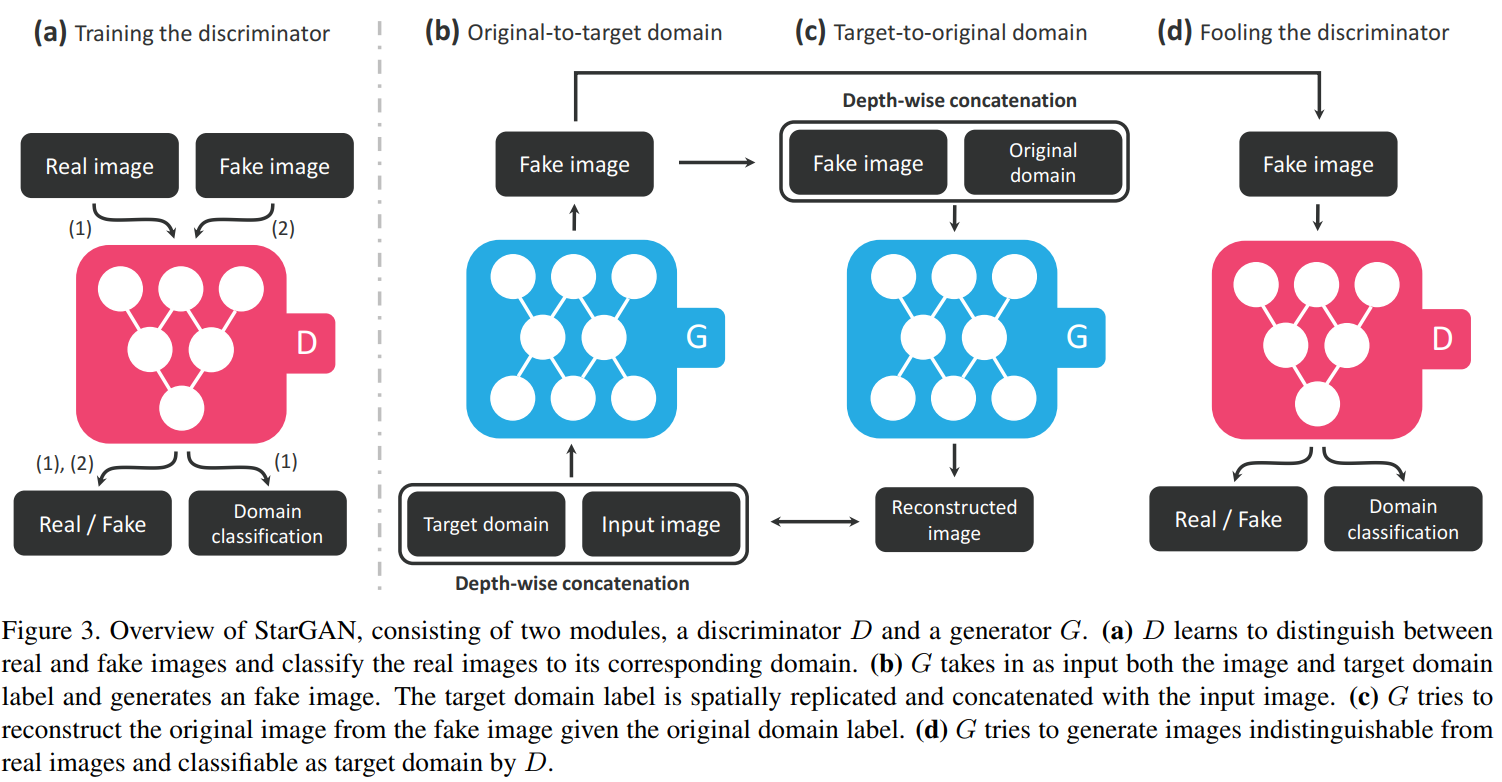 (a) Training the discriminator
(b) Original-to-target domain
(c) Target-to-original domain
(d) Fooling the discriminator
Real image
Fake image
(1)
(2)
D
(1), (2)
(1)
Real / Fake
Domain
classification
Fake image
G
Target domain
Input image
Depth-wise concatenation
Depth-wise concatenation
Fake image
Original
domain
G
Reconstructed
image
Fake image
D
Real / Fake
Domain
classification
Figure 3. Overview of StarGAN, consisting of two modules, a discriminator D and a generator G. (a) D learns to distinguish between
real and fake images and classify the real images to its corresponding domain. (b) G takes in as input both the image and target domain
label and generates an fake image. The target domain label is spatially replicated and concatenated with the input image. (c) G tries to
reconstruct the original image from the fake image given the original domain label. (d) G tries to generate images indistinguishable from
real images and classifiable as target domain by D.